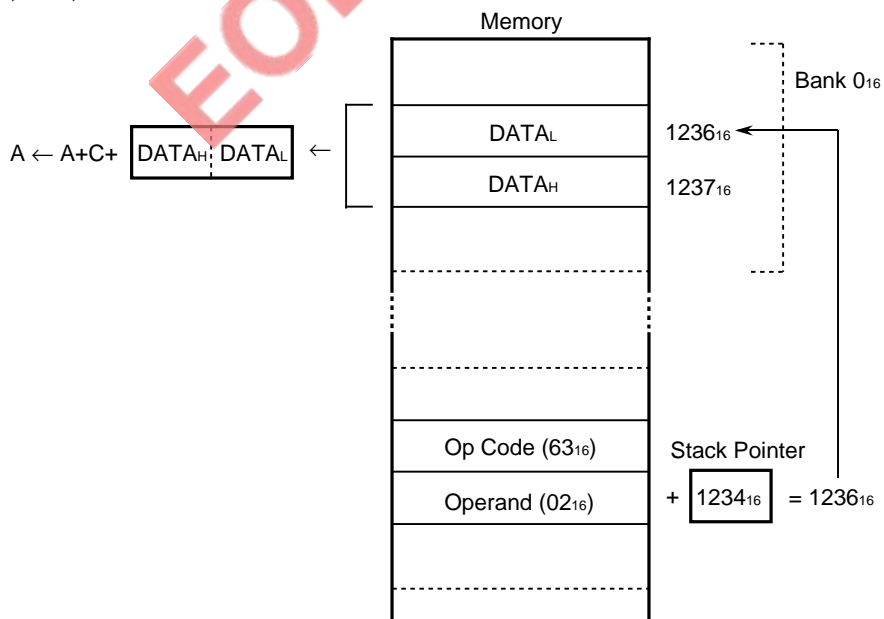 Memory
Bank 0₁₆
DATAL 1236₁₆
A ← A+C+ DATAH DATAL ←
DATAH 1237₁₆
Op Code (63₁₆) Stack Pointer
Operand (02₁₆) + 1234₁₆ = 1236₁₆